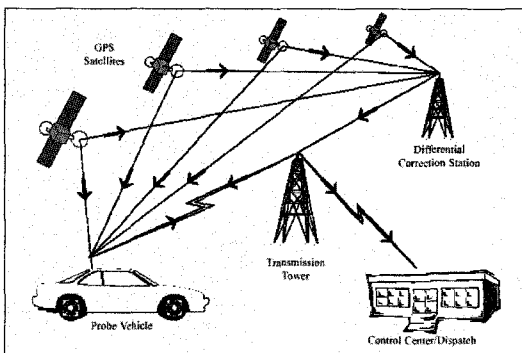 GPS
Satellites
Differential
Correction Station
Transmission
Tower
Probe Vehicle
Control Center/Dispatch